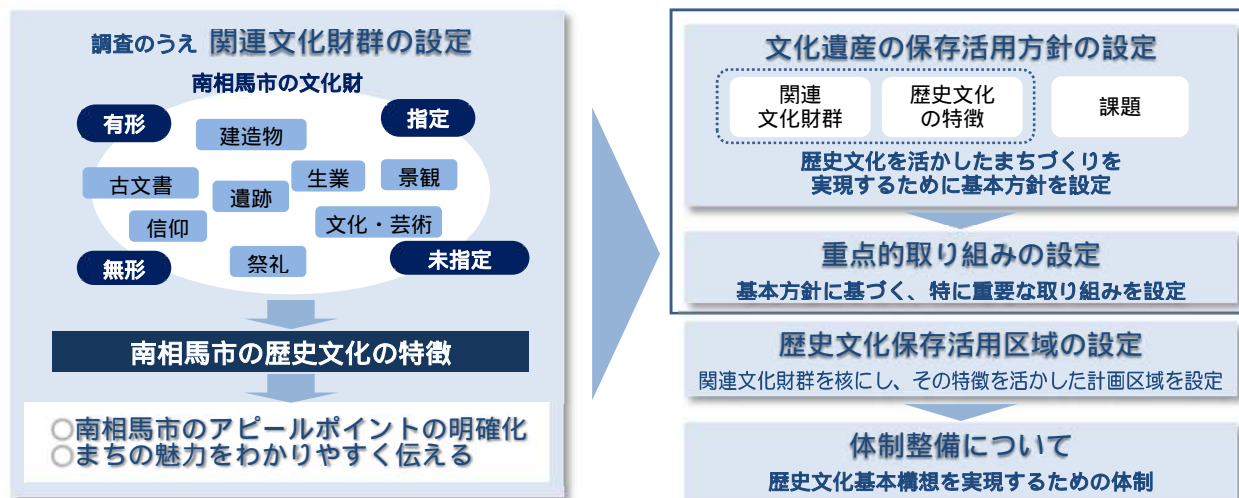 調査のうえ 関連文化財群の設定
南相馬市の文化財
有形
指定
建造物
古文書
遺跡
生業
景観
信仰
文化・芸術
無形
祭礼
未指定
南相馬市の歴史文化の特徴
○南相馬市のアピールポイントの明確化
○まちの魅力をわかりやすく伝える
文化遺産の保存活用方針の設定
関連
文化財群
歴史文化
の特徴
課題
歴史文化を活かしたまちづくりを
実現するために基本方針を設定
重点的取り組みの設定
基本方針に基づく、特に重要な取り組みを設定
歴史文化保存活用区域の設定
関連文化財群を核にし、その特徴を活かした計画区域を設定
体制整備について
歴史文化基本構想を実現するための体制